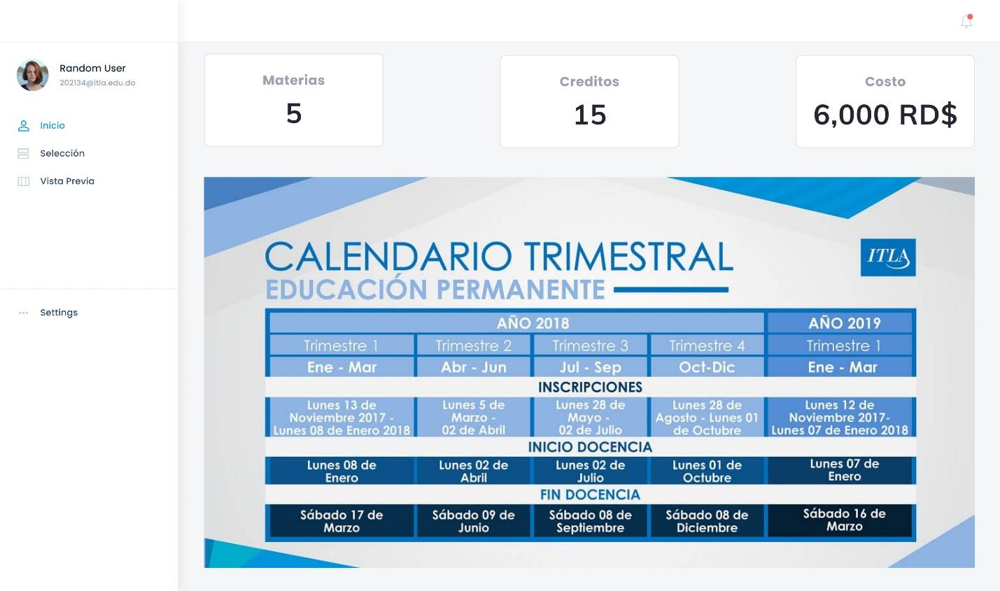 Random User
202134@itla.edu.do
Inicio
Selección
Vista Previa
Settings
Materias
5
Creditos
15
Costo
6,000 RD$
CALENDARIO TRIMESTRAL
EDUCACIÓN PERMANENTE
ITLA
AÑO 2018
AÑO 2019
Trimestre 1
Trimestre 2
Trimestre 3
Trimestre 4
Trimestre 1
Ene - Mar
Abr - Jun
Jul - Sep
Oct-Dic
Ene - Mar
INSCRIPCIONES
Lunes 13 de
Noviembre 2017 -
Lunes 08 de Enero 2018
Lunes 5 de
Marzo -
02 de Abril
Lunes 28 de
Mayo -
02 de Julio
Lunes 28 de
Agosto - Lunes 01
de Octubre
Lunes 12 de
Noviembre 2017-
Lunes 07 de Enero 2018
INICIO DOCENCIA
Lunes 08 de
Enero
Lunes 02 de
Abril
Lunes 02 de
Julio
Lunes 01 de
Octubre
Lunes 07 de
Enero
FIN DOCENCIA
Sábado 17 de
Marzo
Sábado 09 de
Junio
Sábado 08 de
Septiembre
Sábado 08 de
Diciembre
Sábado 16 de
Marzo